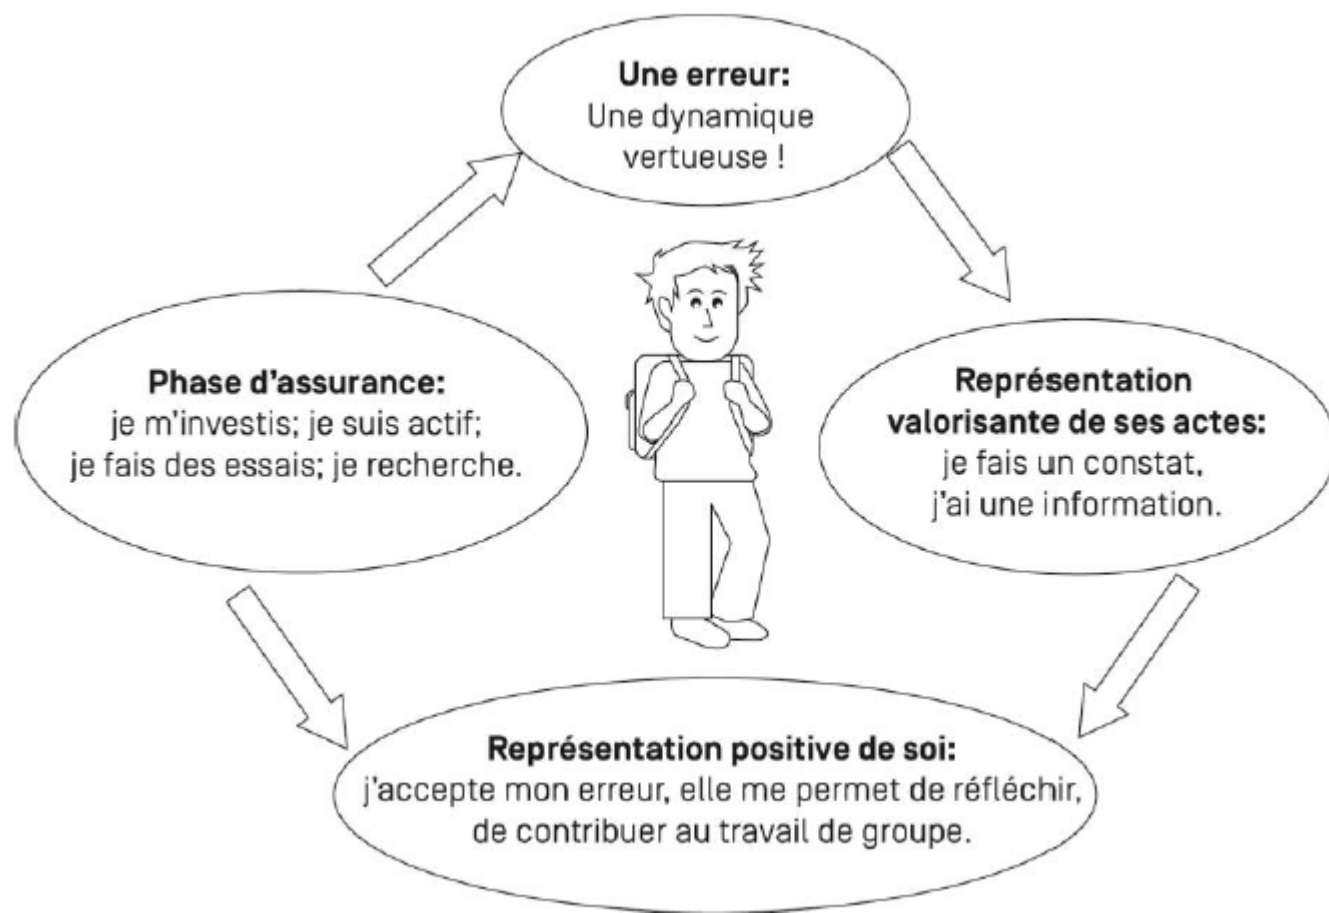 Une erreur:
Une dynamique
vertueuse !
Phase d'assurance:
je m'investis; je suis actif;
je fais des essais; je recherche.
Représentation
valorisante de ses actes:
je fais un constat,
j'ai une information.
Représentation positive de soi:
j'accepte mon erreur, elle me permet de réfléchir,
de contribuer au travail de groupe.